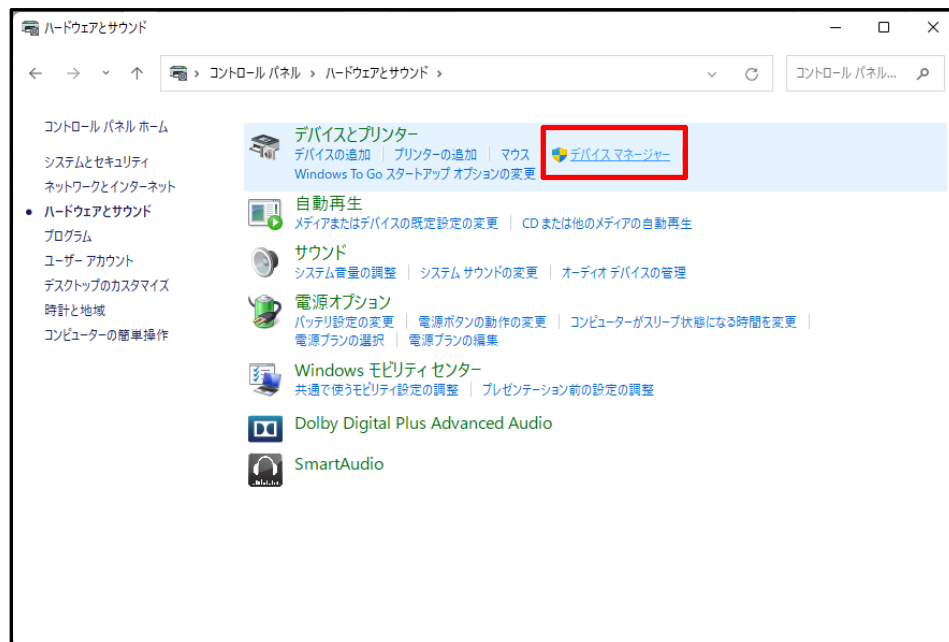 ハードウェアとサウンド
コントロール パネル › ハードウェアとサウンド ›
コントロール パネル...
コントロール パネル ホーム
システムとセキュリティ
ネットワークとインターネット
ハードウェアとサウンド
プログラム
ユーザー アカウント
デスクトップのカスタマイズ
時計と地域
コンピューターの簡単操作
デバイスとプリンター
デバイスの追加 | プリンターの追加 | マウス | デバイス マネージャー
Windows To Go スタートアップ オプションの変更
自動再生
メディアまたはデバイスの既定設定の変更 | CD または他のメディアの自動再生
サウンド
システム音量の調整 | システム サウンドの変更 | オーディオ デバイスの管理
電源オプション
バッテリ設定の変更 | 電源ボタンの動作の変更 | コンピューターがスリープ状態になる時間を変更 |
電源プランの選択 | 電源プランの編集
Windows モビリティ センター
共通で使うモビリティ設定の調整 | プレゼンテーション前の設定の調整
Dolby Digital Plus Advanced Audio
SmartAudio